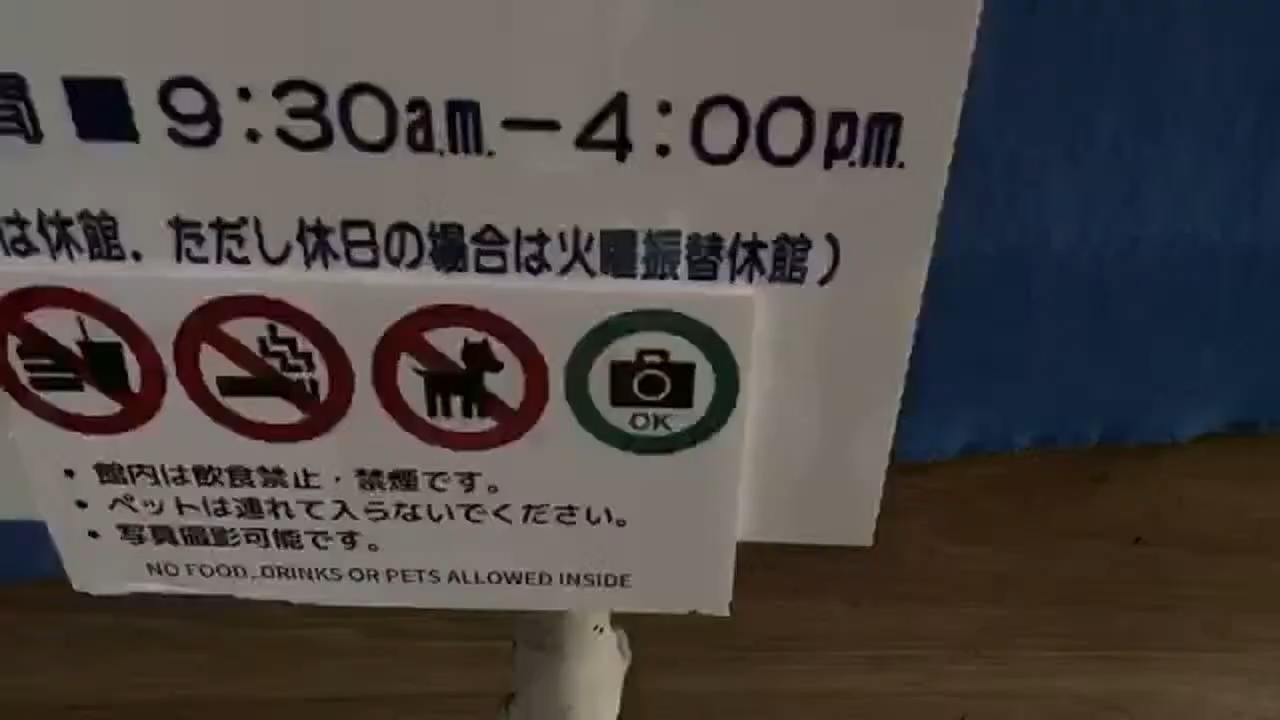 間■9:30a.m.–4:00p.m.
は休館．ただし休日の場合は火曜振替休館）
OK
• 館内は飲食禁止・禁煙です。
• ペットは連れて入らないでください。
• 写真撮影可能です。
NO FOOD, DRINKS OR PETS ALLOWED INSIDE